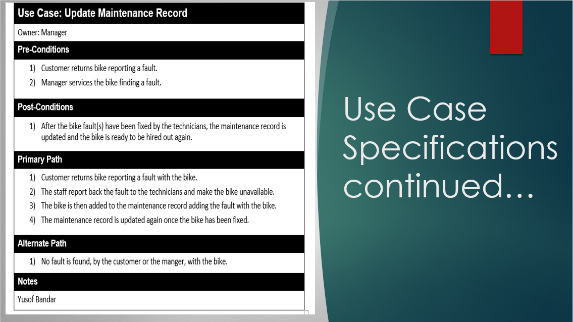 Use Case: Update Maintenance Record
Owner: Manager
Pre-Conditions
1) Customer returns bike reporting a fault.
2) Manager services the bike finding a fault.
Post-Conditions
1) After the bike fault(s) have been fixed by the technicians, the maintenance record is
updated and the bike is ready to be hired out again.
Primary Path
1) Customer returns bike reporting a fault with the bike.
2) The staff report back the fault to the technicians and make the bike unavailable.
3) The bike is then added to the maintenance record adding the fault with the bike.
4) The maintenance record is updated again once the bike has been fixed.
Alternate Path
1) No fault is found, by the customer or the manger, with the bike.
Notes
Yusof Bandar
Use Case
Specifications
continued…